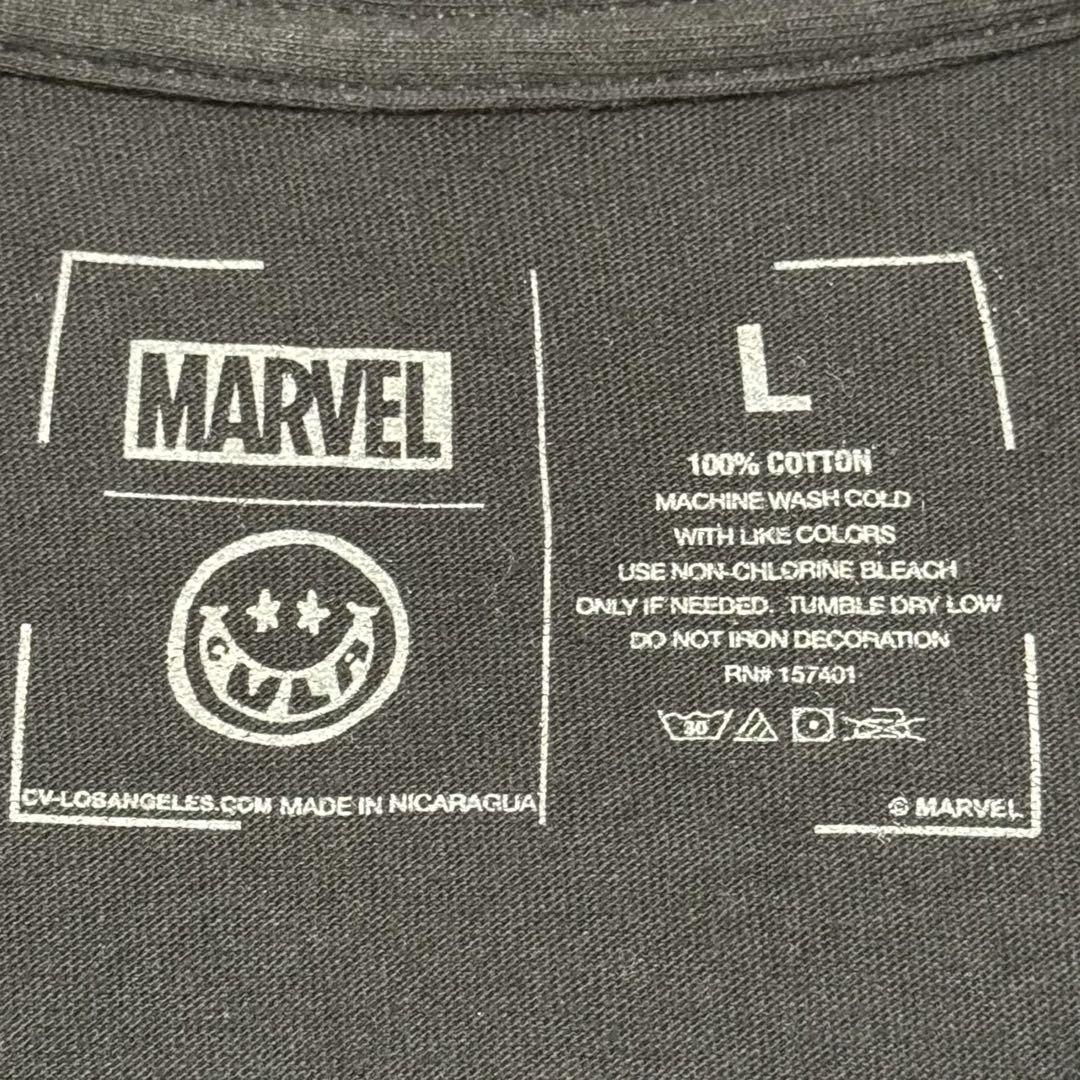 MARVEL
CVLA
CV-LOSANGELES.COM MADE IN NICARAGUA
L
100% COTTON
MACHINE WASH COLD
WITH LIKE COLORS
USE NON-CHLORINE BLEACH
ONLY IF NEEDED. TUMBLE DRY LOW
DO NOT IRON DECORATION
RN# 157401
30
© MARVEL